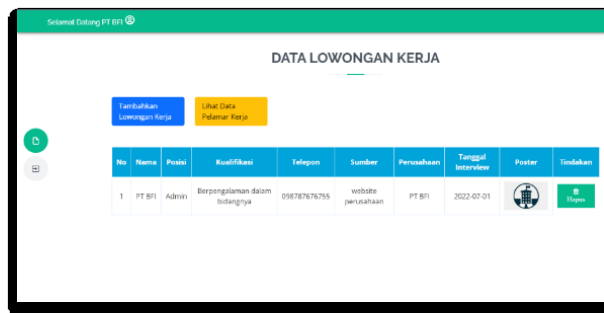 Selamat Datang PT BFI
DATA LOWONGAN KERJA
Tambahkan
Lowongan Kerja
Lihat Data
Pelamar Kerja
No Nama Posisi Kualifikasi Telepon Sumber Perusahaan Tanggal Interview Poster Tindakan
1 PT BFI Admin Berpengalaman dalam bidangnya 098787676755 website perusahaan PT BFI 2022-07-01 Hapus